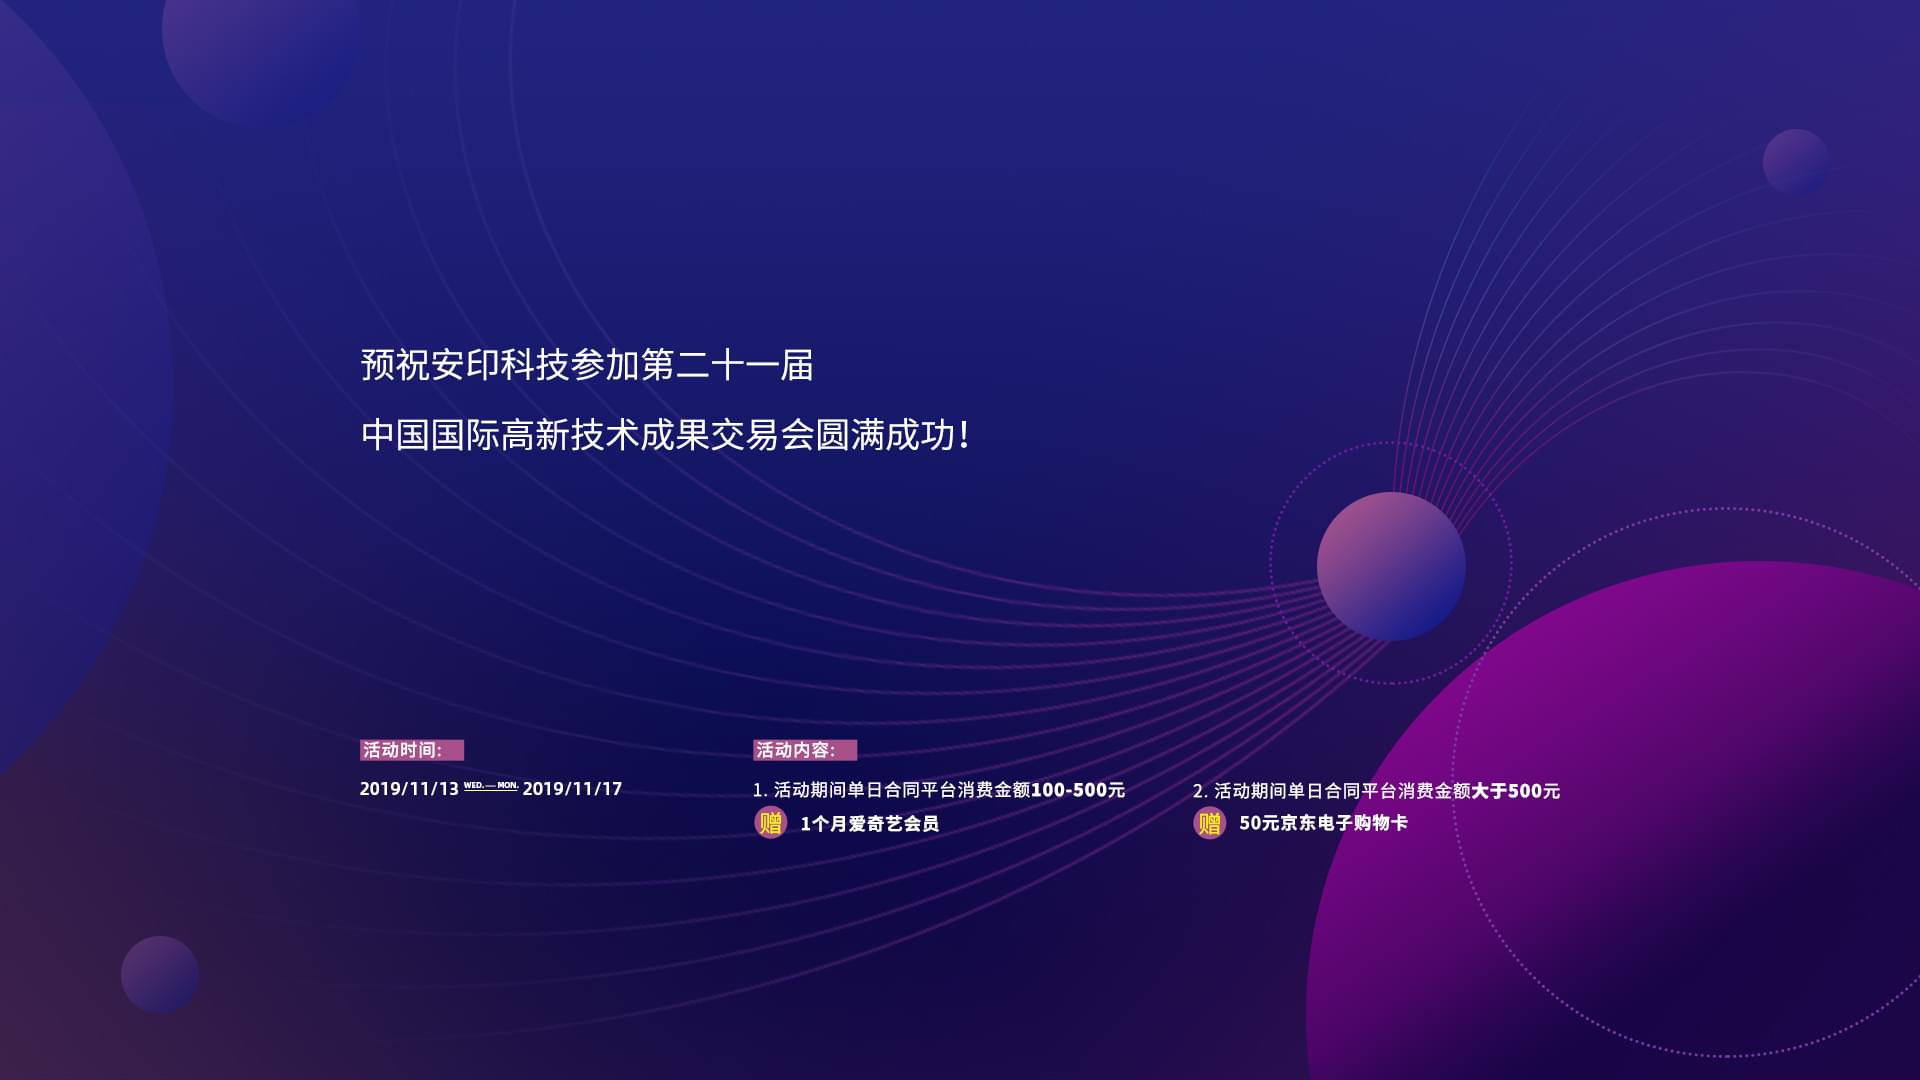 预祝安印科技参加第二十一届
中国国际高新技术成果交易会圆满成功!
活动时间:
2019/11/13 WED.—MON. 2019/11/17
活动内容:
1. 活动期间单日合同平台消费金额100-500元
赠 1个月爱奇艺会员
2. 活动期间单日合同平台消费金额大于500元
赠 50元京东电子购物卡